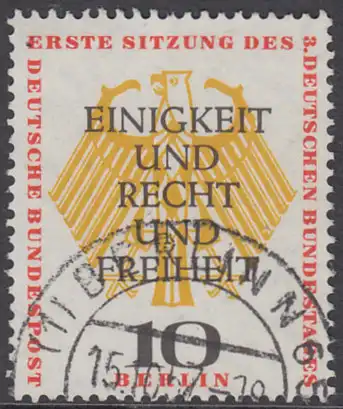 ERSTE SITZUNG DES
3. DEUTSCHEN BUNDESTAGES
DEUTSCHE BUNDESPOST
EINIGKEIT
UND
RECHT
UND
FREIHEIT
10
BERLIN